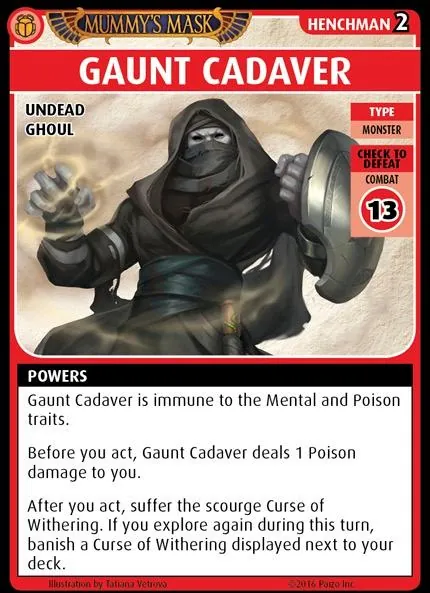 MUMMY'S MASK
HENCHMAN 2
GAUNT CADAVER
UNDEAD
GHOUL
TYPE
MONSTER
CHECK TO
DEFEAT
COMBAT
13
POWERS
Gaunt Cadaver is immune to the Mental and Poison
traits.
Before you act, Gaunt Cadaver deals 1 Poison
damage to you.
After you act, suffer the scourge Curse of
Withering. If you explore again during this turn,
banish a Curse of Withering displayed next to your
deck.
Illustration by Tatiana Vetrova
©2016 Paizo Inc.